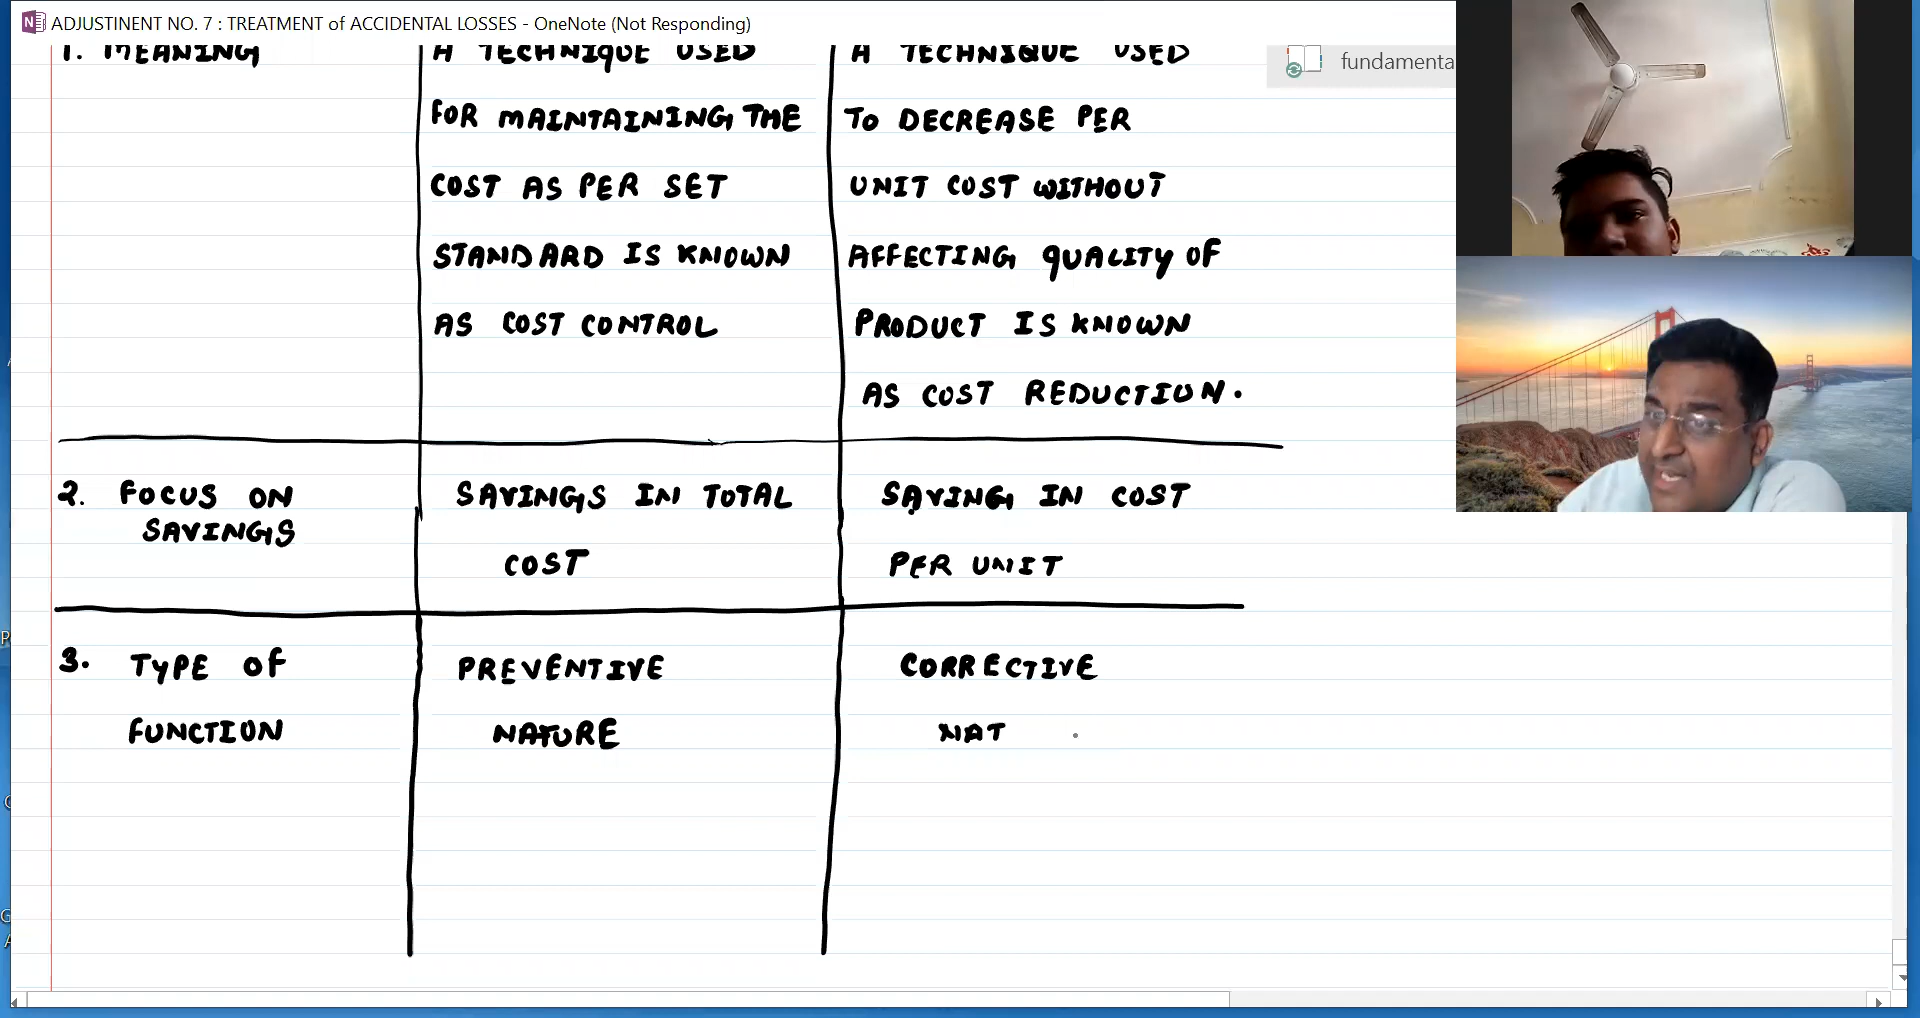 ADJUSTINENT NO. 7 : TREATMENT of ACCIDENTAL LOSSES - OneNote (Not Responding)
fundamenta
1. MEANING
A TECHNIQUE USED
FOR MAINTAINING THE
COST AS PER SET
STANDARD IS KNOWN
AS COST CONTROL
A TECHNIQUE USED
TO DECREASE PER
UNIT COST WITHOUT
AFFECTING QUALITY OF
PRODUCT IS KNOWN
AS COST REDUCTION.
2. FOCUS ON
SAVINGS
SAVINGS IN TOTAL
COST
SAVING IN COST
PER UNIT
3. TYPE OF
FUNCTION
PREVENTIVE
NATURE
CORRECTIVE
NAT